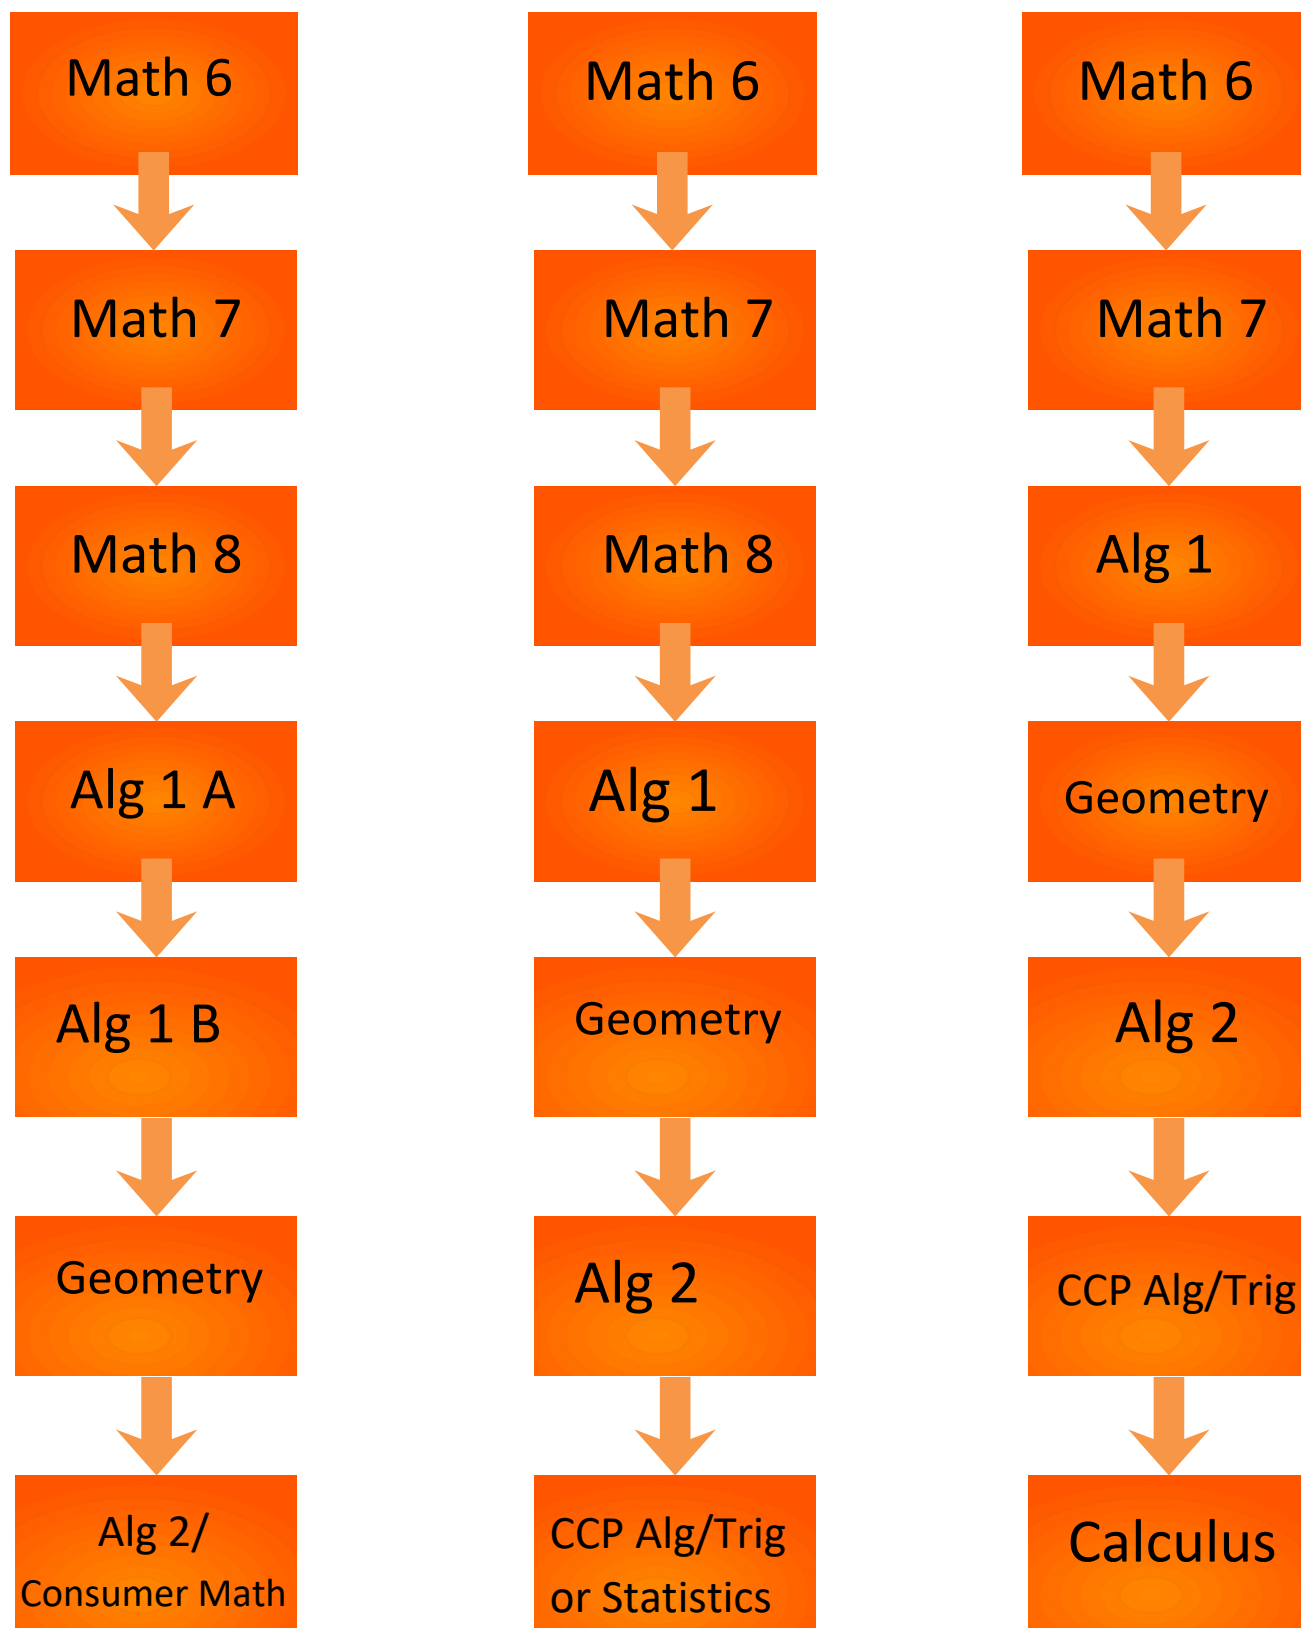 Math 6
Math 7
Math 8
Alg 1 A
Alg 1 B
Geometry
Alg 2/
Consumer Math
Math 6
Math 7
Math 8
Alg 1
Geometry
Alg 2
CCP Alg/Trig
or Statistics
Math 6
Math 7
Alg 1
Geometry
Alg 2
CCP Alg/Trig
Calculus